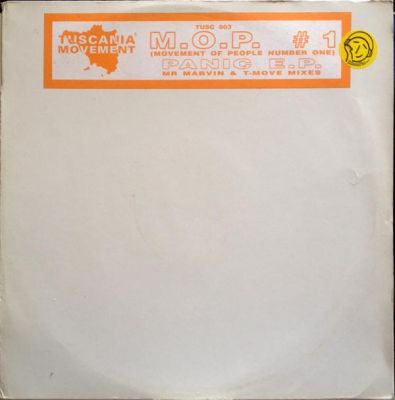 TUSCANIA
MOVEMENT
TUSC 003
M.O.P. # 1
(MOVEMENT OF PEOPLE NUMBER ONE)
PANIC E.P.
MR MARVIN & T-MOVE MIXES